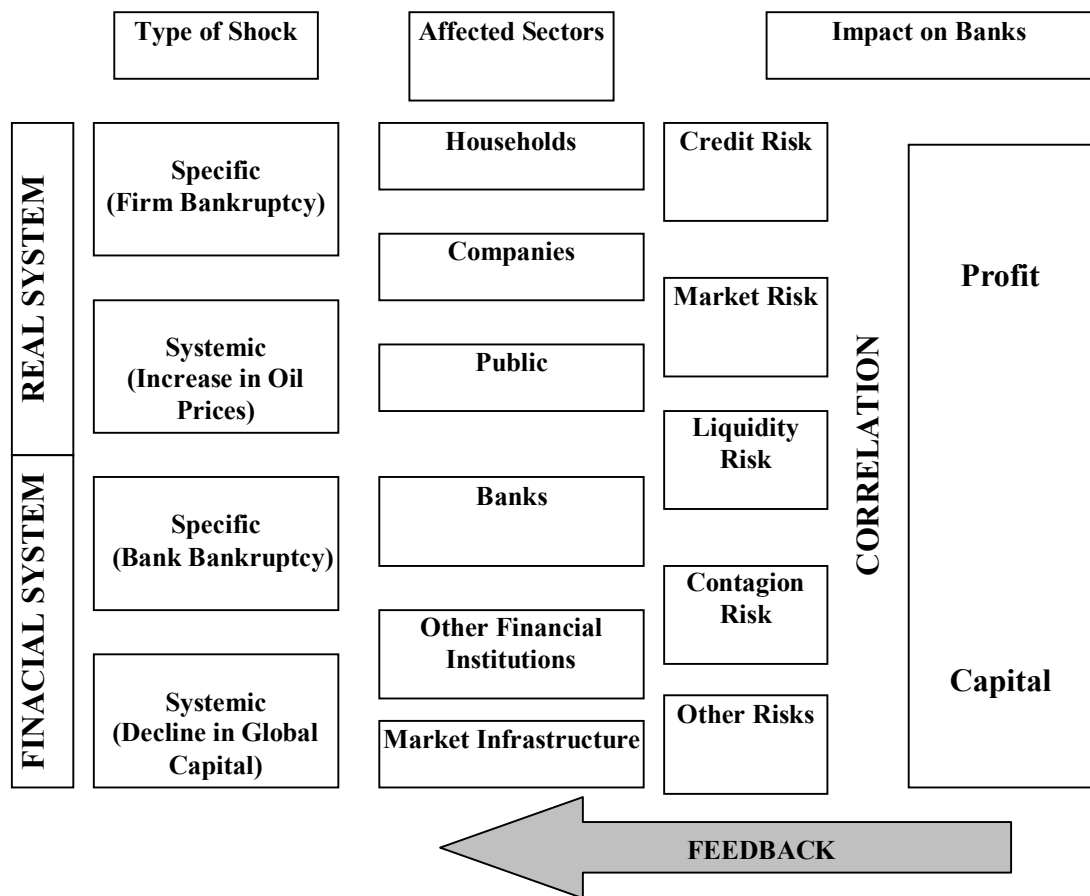 Type of Shock
Affected Sectors
Impact on Banks
REAL SYSTEM
FINACIAL SYSTEM
Specific
(Firm Bankruptcy)
Systemic
(Increase in Oil
Prices)
Specific
(Bank Bankruptcy)
Systemic
(Decline in Global
Capital)
Households
Companies
Public
Banks
Other Financial
Institutions
Market Infrastructure
Credit Risk
Market Risk
Liquidity
Risk
Contagion
Risk
Other Risks
CORRELATION
Profit
Capital
FEEDBACK